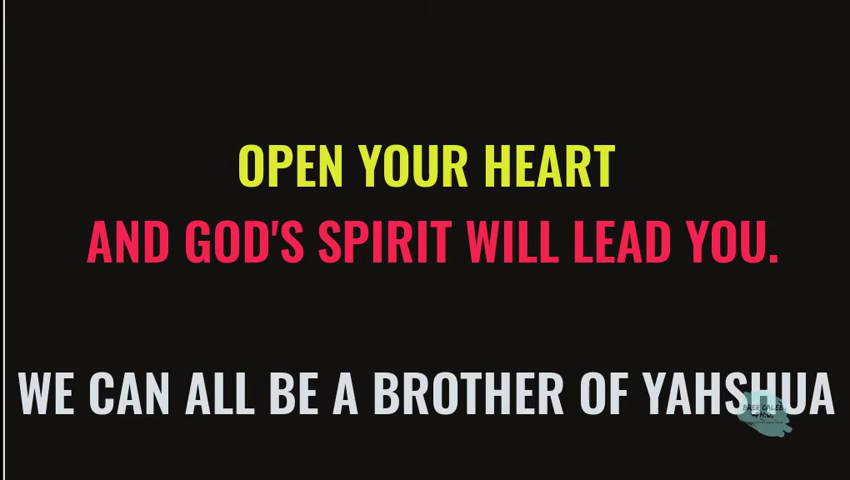 OPEN YOUR HEART
AND GOD'S SPIRIT WILL LEAD YOU.
WE CAN ALL BE A BROTHER OF YAHSHUA